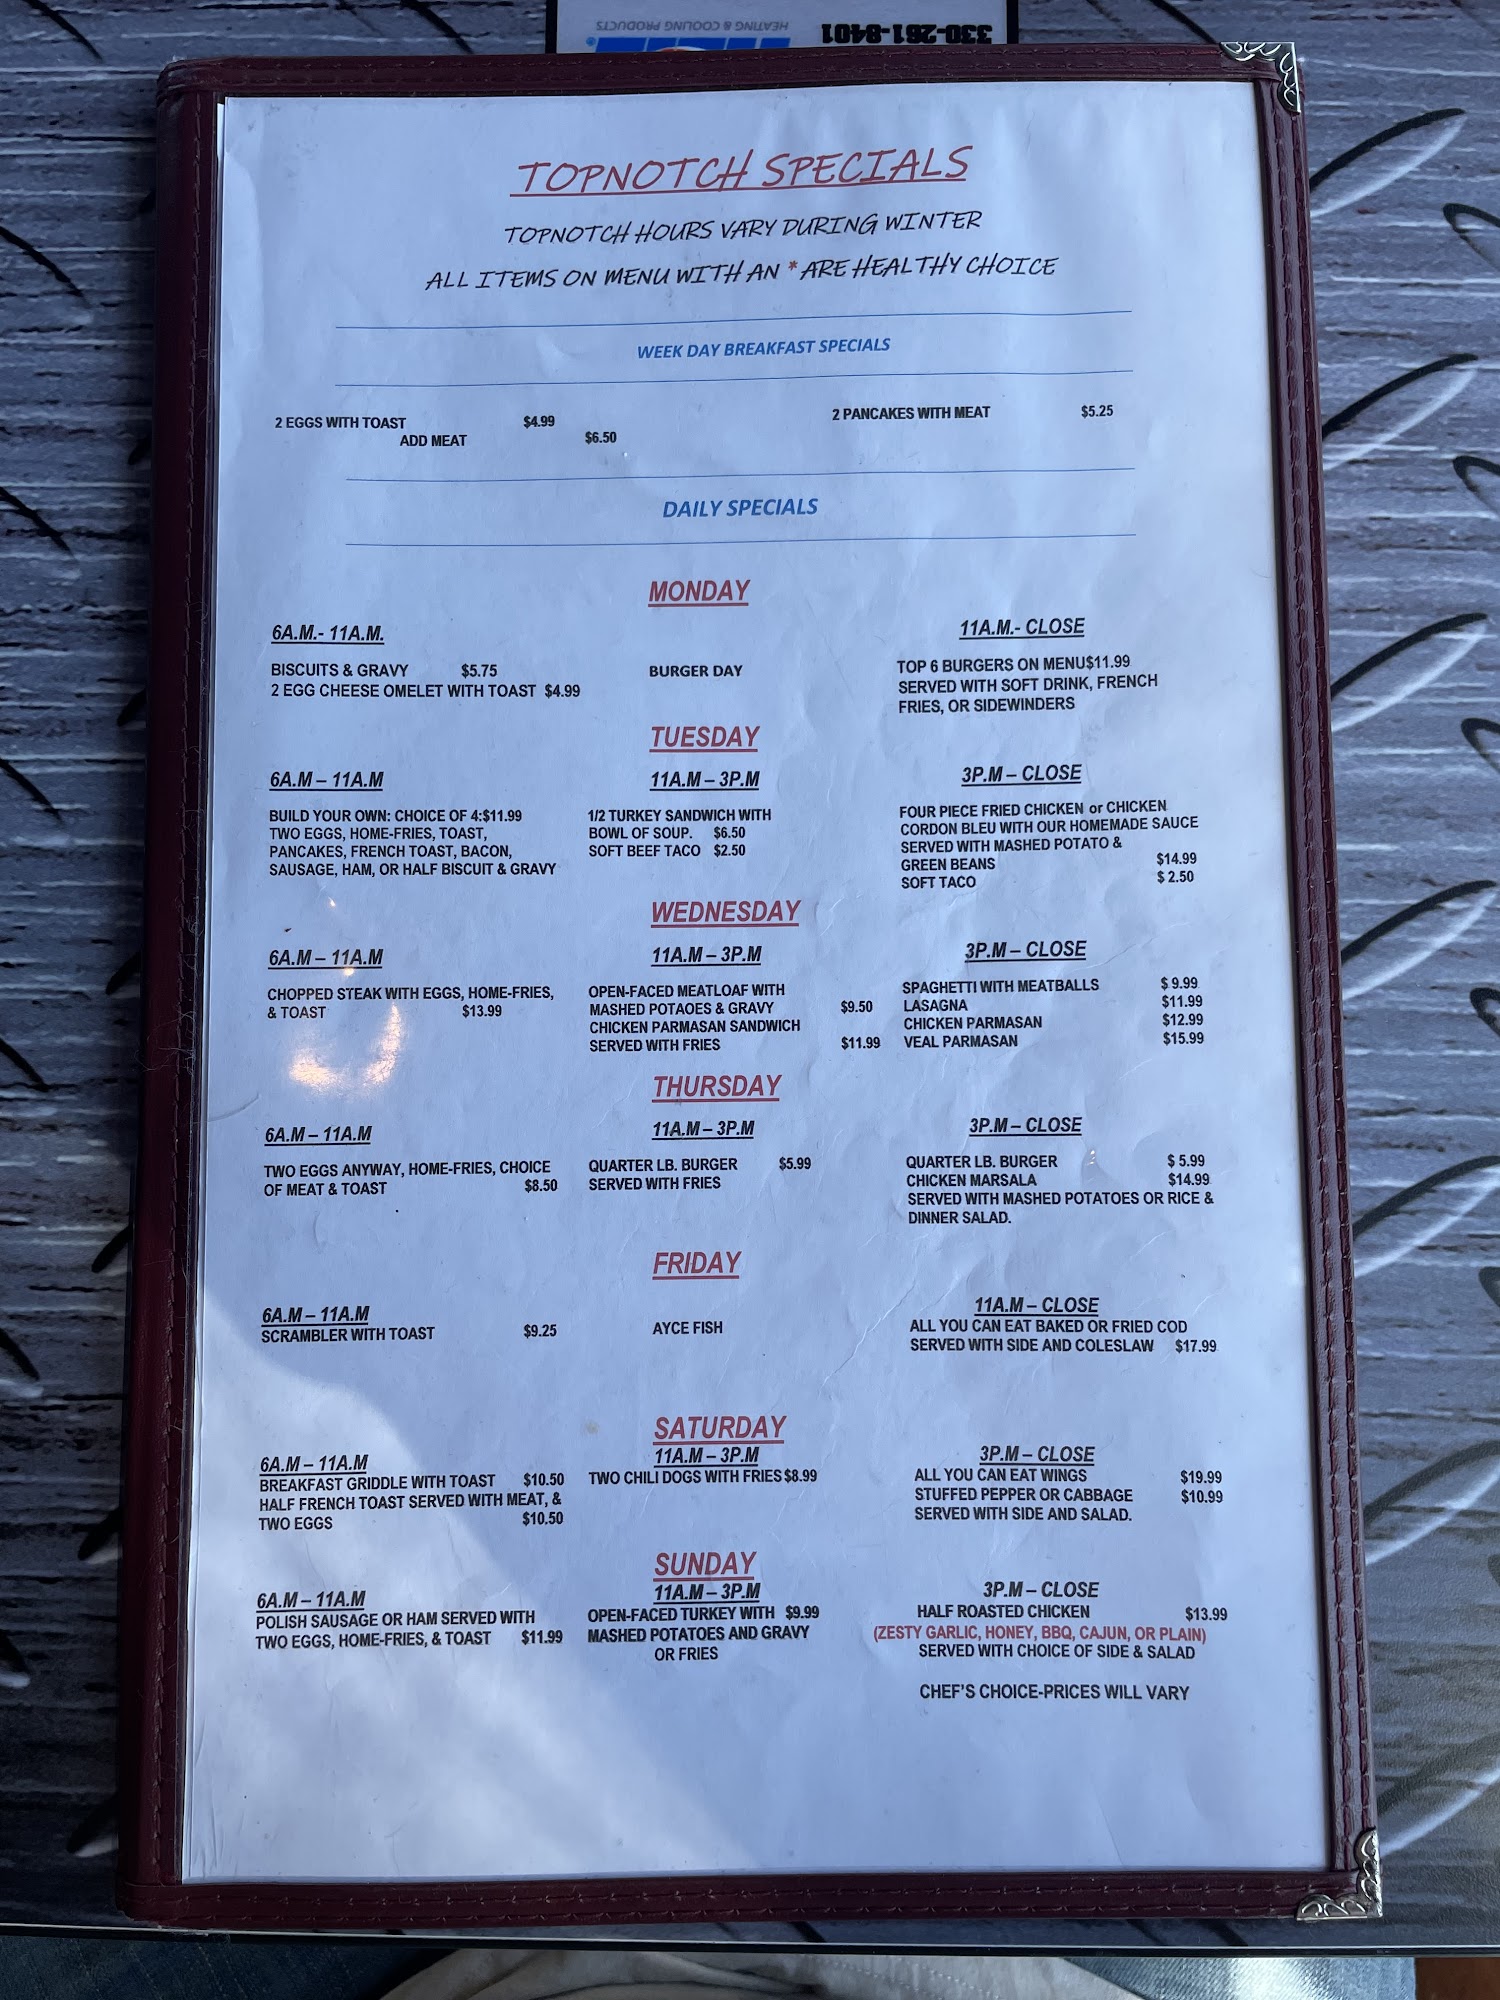 330-261-8401
HEATING & COOLING PRODUCTS
TOPNOTCH SPECIALS
TOPNOTCH HOURS VARY DURING WINTER
ALL ITEMS ON MENU WITH AN * ARE HEALTHY CHOICE
WEEK DAY BREAKFAST SPECIALS
2 EGGS WITH TOAST $4.99
ADD MEAT $6.50
2 PANCAKES WITH MEAT $5.25
DAILY SPECIALS
MONDAY
6A.M.- 11A.M.
BISCUITS & GRAVY $5.75
2 EGG CHEESE OMELET WITH TOAST $4.99
BURGER DAY
11A.M.- CLOSE
TOP 6 BURGERS ON MENU$11.99
SERVED WITH SOFT DRINK, FRENCH
FRIES, OR SIDEWINDERS
TUESDAY
6A.M – 11A.M
BUILD YOUR OWN: CHOICE OF 4:$11.99
TWO EGGS, HOME-FRIES, TOAST,
PANCAKES, FRENCH TOAST, BACON,
SAUSAGE, HAM, OR HALF BISCUIT & GRAVY
11A.M – 3P.M
1/2 TURKEY SANDWICH WITH
BOWL OF SOUP. $6.50
SOFT BEEF TACO $2.50
3P.M – CLOSE
FOUR PIECE FRIED CHICKEN or CHICKEN
CORDON BLEU WITH OUR HOMEMADE SAUCE
SERVED WITH MASHED POTATO &
GREEN BEANS $14.99
SOFT TACO $ 2.50
WEDNESDAY
6A.M – 11A.M
CHOPPED STEAK WITH EGGS, HOME-FRIES,
& TOAST $13.99
11A.M – 3P.M
OPEN-FACED MEATLOAF WITH
MASHED POTAOES & GRAVY $9.50
CHICKEN PARMASAN SANDWICH
SERVED WITH FRIES $11.99
3P.M – CLOSE
SPAGHETTI WITH MEATBALLS $ 9.99
LASAGNA $11.99
CHICKEN PARMASAN $12.99
VEAL PARMASAN $15.99
THURSDAY
6A.M – 11A.M
TWO EGGS ANYWAY, HOME-FRIES, CHOICE
OF MEAT & TOAST $8.50
11A.M – 3P.M
QUARTER LB. BURGER $5.99
SERVED WITH FRIES
3P.M – CLOSE
QUARTER LB. BURGER $ 5.99
CHICKEN MARSALA $14.99
SERVED WITH MASHED POTATOES OR RICE &
DINNER SALAD.
FRIDAY
6A.M – 11A.M
SCRAMBLER WITH TOAST $9.25
AYCE FISH
11A.M – CLOSE
ALL YOU CAN EAT BAKED OR FRIED COD
SERVED WITH SIDE AND COLESLAW $17.99
SATURDAY
6A.M – 11A.M
BREAKFAST GRIDDLE WITH TOAST $10.50
HALF FRENCH TOAST SERVED WITH MEAT, &
TWO EGGS $10.50
11A.M – 3P.M
TWO CHILI DOGS WITH FRIES $8.99
3P.M – CLOSE
ALL YOU CAN EAT WINGS $19.99
STUFFED PEPPER OR CABBAGE $10.99
SERVED WITH SIDE AND SALAD.
SUNDAY
6A.M – 11A.M
POLISH SAUSAGE OR HAM SERVED WITH
TWO EGGS, HOME-FRIES, & TOAST $11.99
11A.M – 3P.M
OPEN-FACED TURKEY WITH $9.99
MASHED POTATOES AND GRAVY
OR FRIES
3P.M – CLOSE
HALF ROASTED CHICKEN $13.99
(ZESTY GARLIC, HONEY, BBQ, CAJUN, OR PLAIN)
SERVED WITH CHOICE OF SIDE & SALAD
CHEF'S CHOICE-PRICES WILL VARY